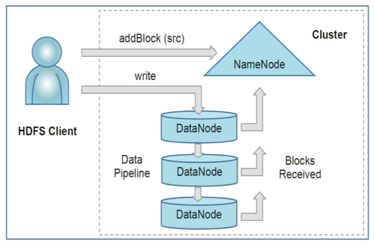 addBlock (src)
Cluster
NameNode
write
HDFS Client
DataNode
Data
Pipeline
DataNode
Blocks
Received
DataNode